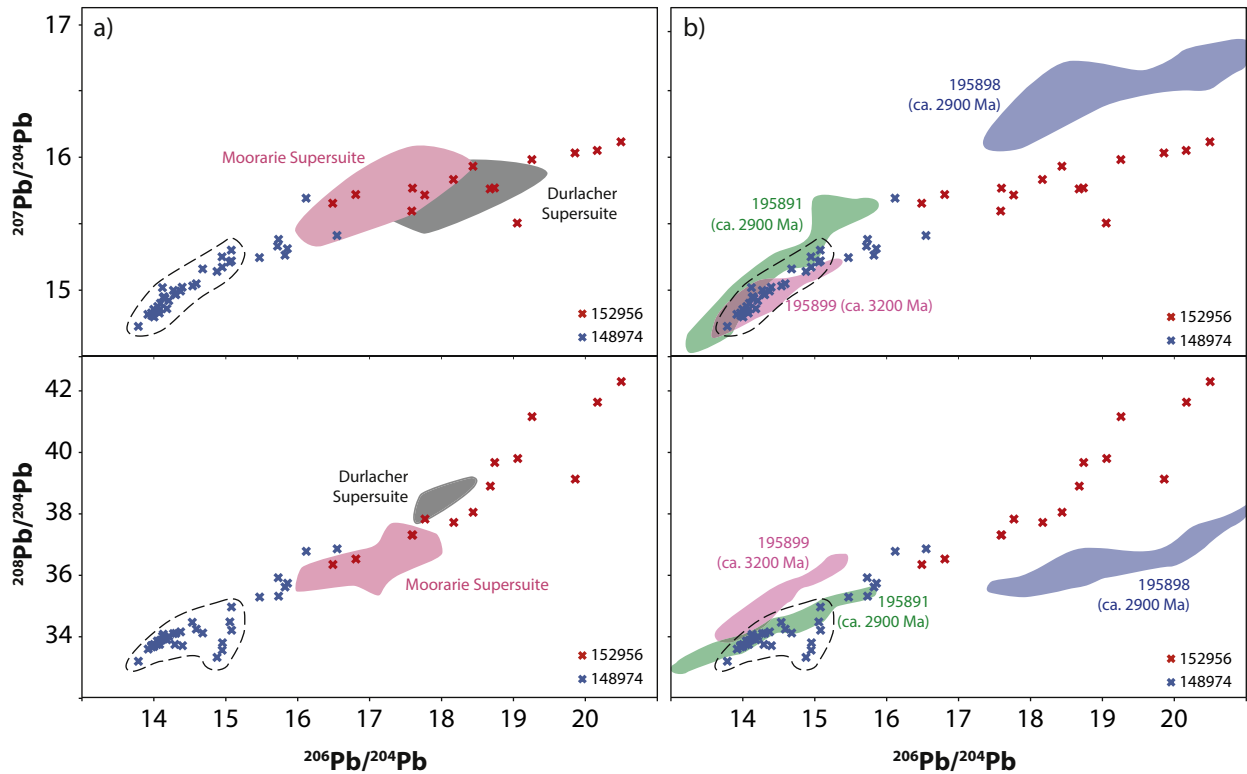 a)
17
16
15
²⁰⁷Pb/²⁰⁴Pb
Moorarie Supersuite
Durlacher
Supersuite
152956
148974
b)
195898
(ca. 2900 Ma)
195891
(ca. 2900 Ma)
195899 (ca. 3200 Ma)
152956
148974
42
40
38
36
34
²⁰⁸Pb/²⁰⁴Pb
Durlacher
Supersuite
Moorarie Supersuite
152956
148974
14 15 16 17 18 19 20
²⁰⁶Pb/²⁰⁴Pb
195899
(ca. 3200 Ma)
195891
(ca. 2900 Ma)
195898
(ca. 2900 Ma)
152956
148974
14 15 16 17 18 19 20
²⁰⁶Pb/²⁰⁴Pb